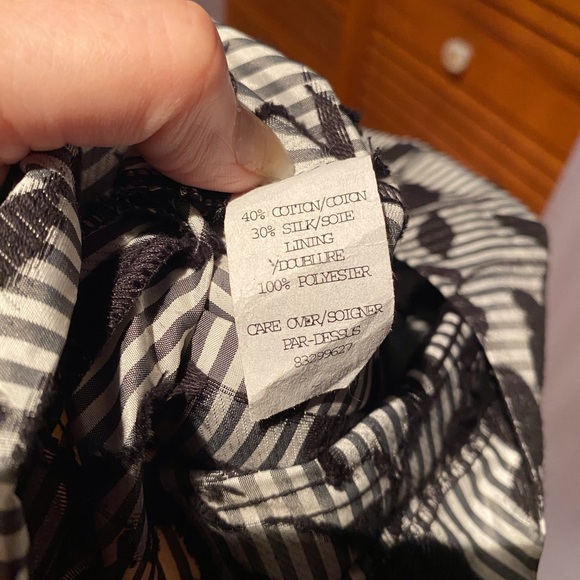 40% COTTON/COTON
30% SILK/SOIE
LINING
/DOUBLURE
100% POLYESTER
CARE OVER/SOIGNER
PAR-DESSUS
83299627